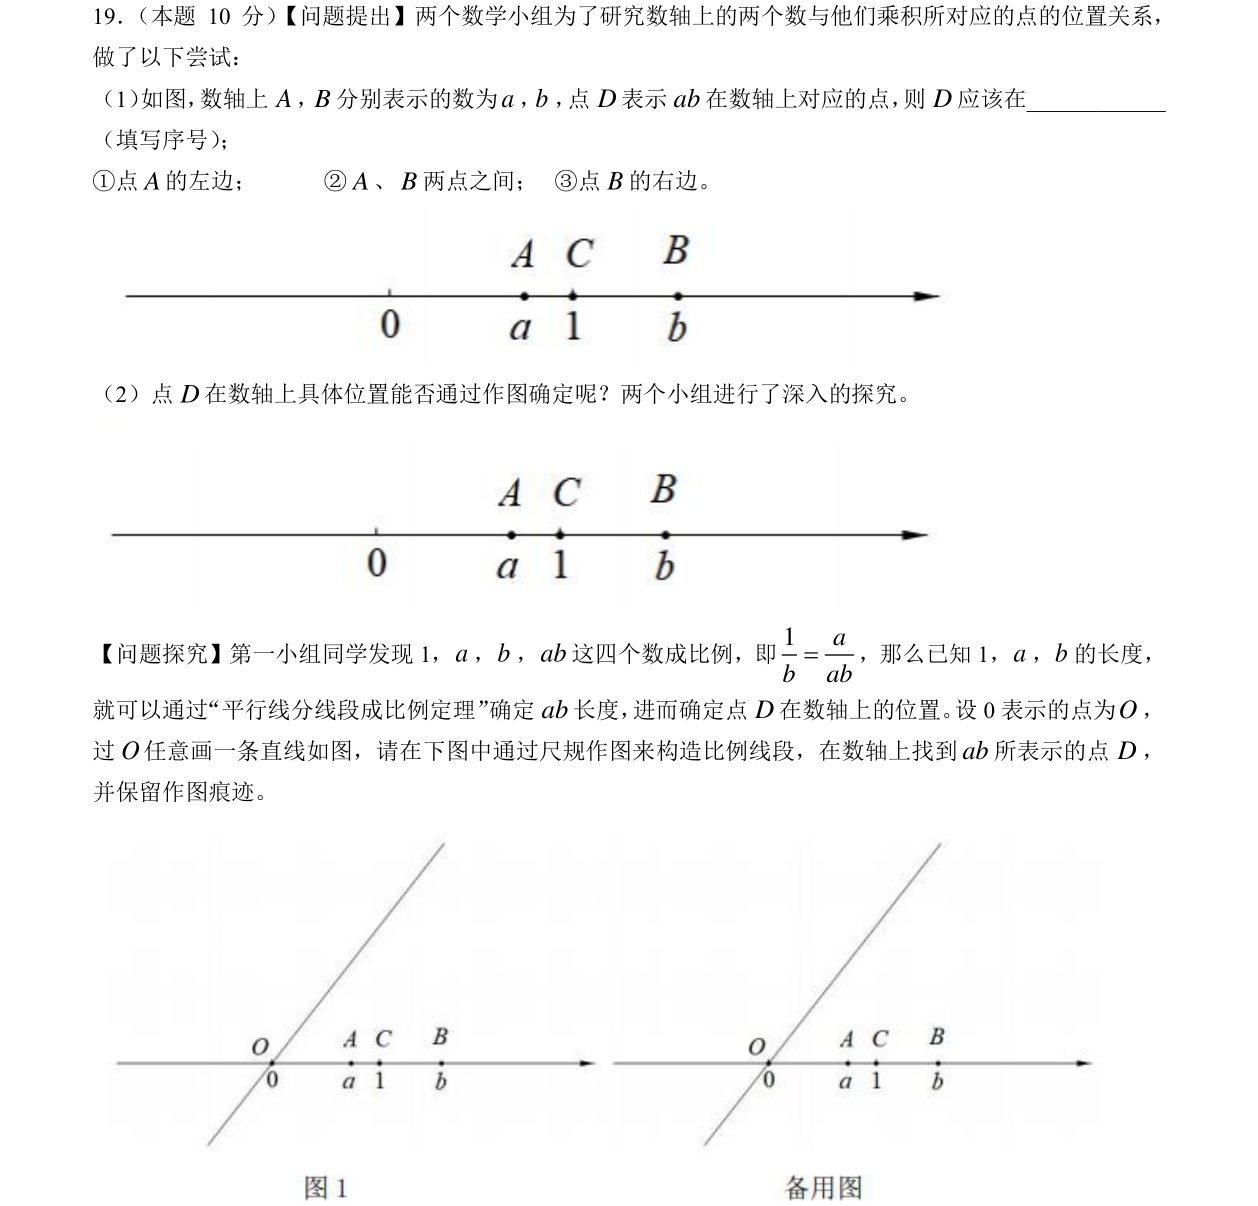 19.（本题 10 分）【问题提出】两个数学小组为了研究数轴上的两个数与他们乘积所对应的点的位置关系，
做了以下尝试：
（1）如图，数轴上 A，B 分别表示的数为 a，b，点 D 表示 ab 在数轴上对应的点，则 D 应该在____________
（填写序号）；
①点 A 的左边； ② A 、 B 两点之间； ③点 B 的右边。
A C B
0 a 1 b
（2）点 D 在数轴上具体位置能否通过作图确定呢？两个小组进行了深入的探究。
A C B
0 a 1 b
【问题探究】第一小组同学发现 1，a，b，ab 这四个数成比例，即 1/b = a/ab，那么已知 1，a，b 的长度，
就可以通过“平行线分线段成比例定理”确定 ab 长度，进而确定点 D 在数轴上的位置。设 0 表示的点为 O，
过 O 任意画一条直线如图，请在下图中通过尺规作图来构造比例线段，在数轴上找到 ab 所表示的点 D，
并保留作图痕迹。
O A C B O A C B
0 a 1 b 0 a 1 b
图 1 备用图